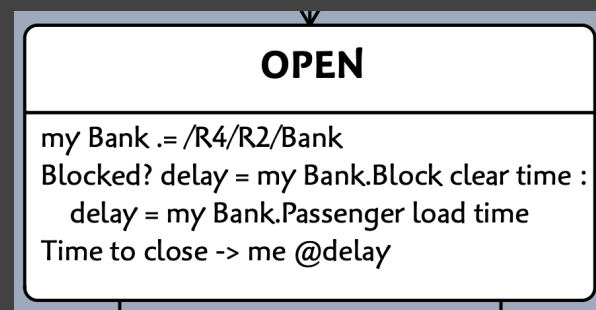 OPEN
my Bank .= /R4/R2/Bank
Blocked? delay = my Bank.Block clear time :
delay = my Bank.Passenger load time
Time to close -> me @delay